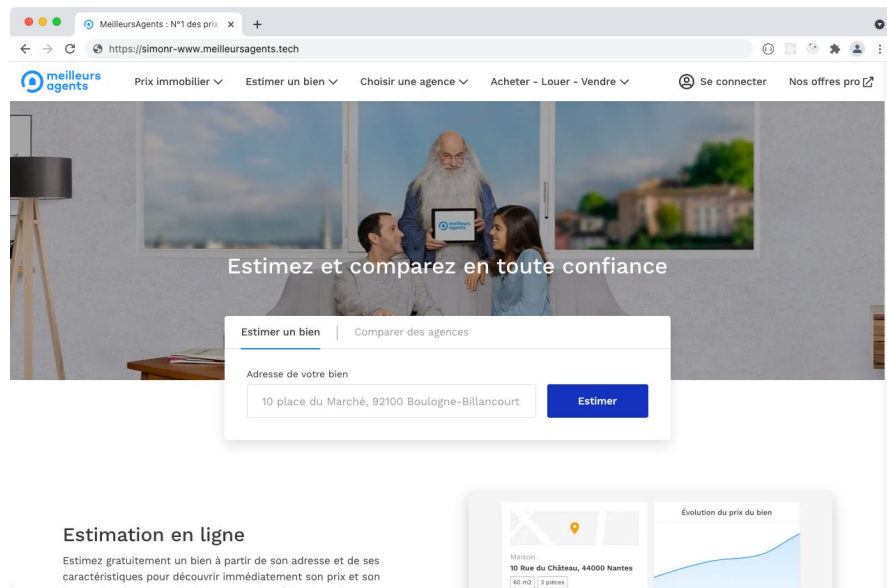 MeilleursAgents : N°1 des prix
https://simonr-www.meilleursagents.tech
meilleurs agents
Prix immobilier
Estimer un bien
Choisir une agence
Acheter - Louer - Vendre
Se connecter
Nos offres pro
meilleurs agents
Estimez et comparez en toute confiance
Estimer un bien
Comparer des agences
Adresse de votre bien
10 place du Marché, 92100 Boulogne-Billancourt
Estimer
Estimation en ligne
Estimez gratuitement un bien à partir de son adresse et de ses
caractéristiques pour découvrir immédiatement son prix et son
Maison
10 Rue du Château, 44000 Nantes
60 m2
3 pièces
Évolution du prix du bien